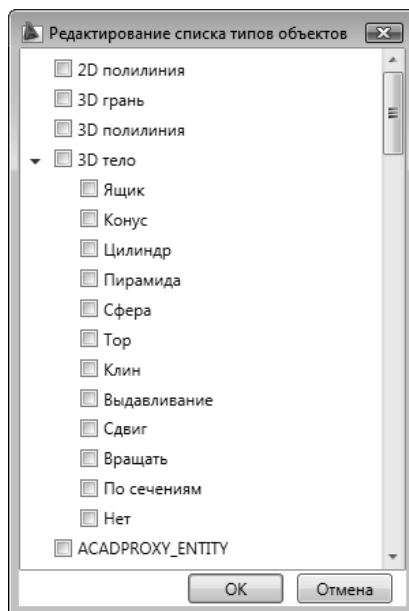 Редактирование списка типов объектов
2D полилиния
3D грань
3D полилиния
3D тело
Ящик
Конус
Цилиндр
Пирамида
Сфера
Тор
Клин
Выдавливание
Сдвиг
Вращать
По сечениям
Нет
ACADPROXY_ENTITY
ОК
Отмена